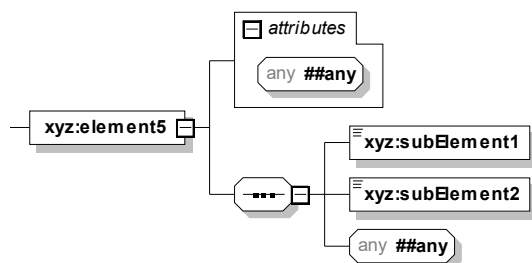 attributes
any ##any
xyz:element5
xyz:subElement1
xyz:subElement2
any ##any